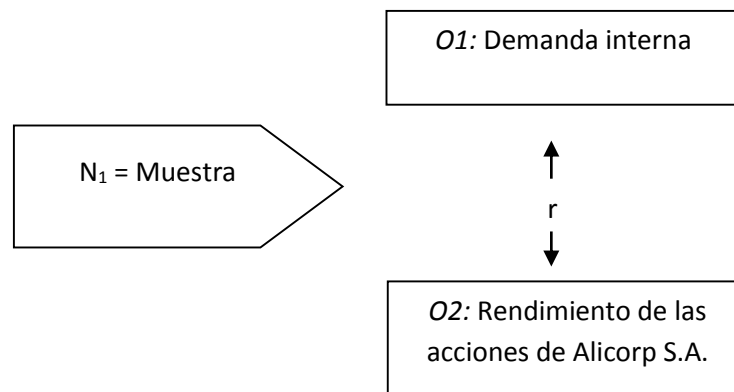 O1: Demanda interna
N₁ = Muestra
r
O2: Rendimiento de las
acciones de Alicorp S.A.